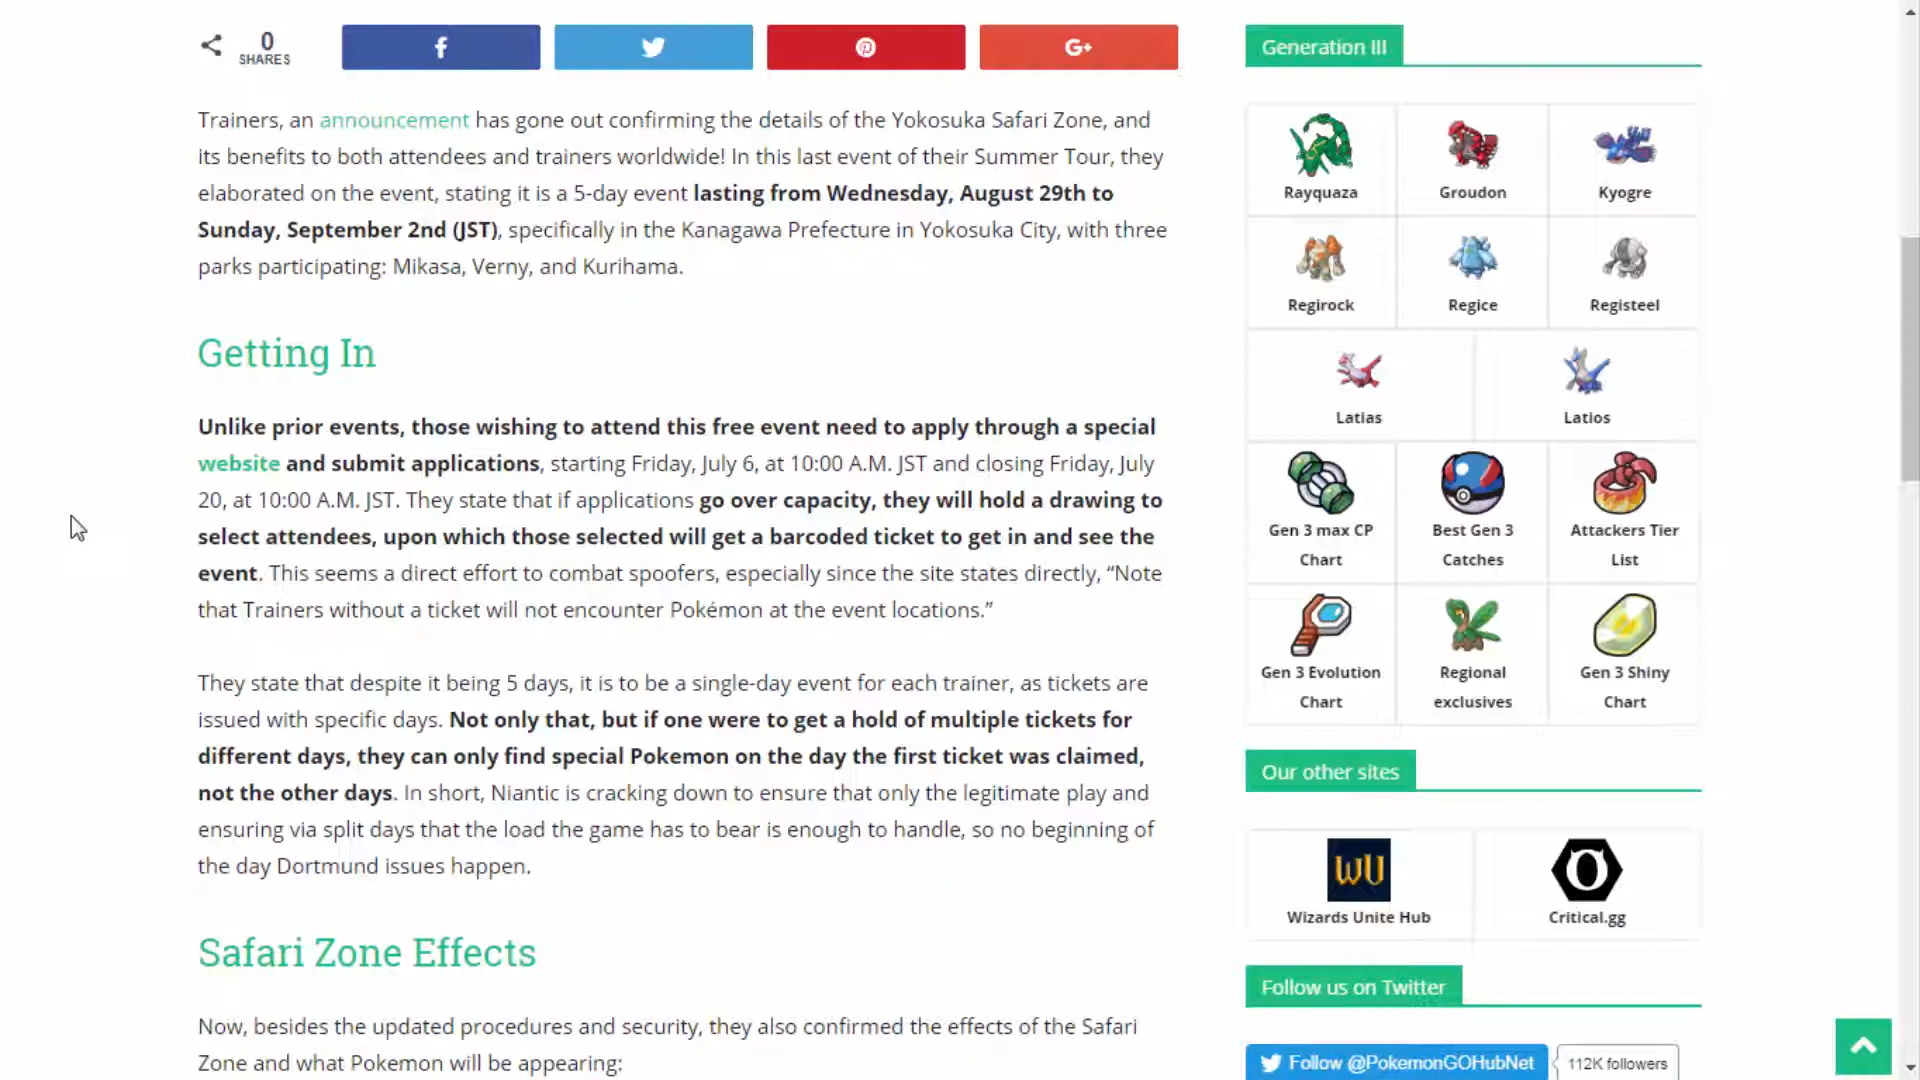 0
SHARES
G+
Trainers, an announcement has gone out confirming the details of the Yokosuka Safari Zone, and
its benefits to both attendees and trainers worldwide! In this last event of their Summer Tour, they
elaborated on the event, stating it is a 5-day event lasting from Wednesday, August 29th to
Sunday, September 2nd (JST), specifically in the Kanagawa Prefecture in Yokosuka City, with three
parks participating: Mikasa, Verny, and Kurihama.
Getting In
Unlike prior events, those wishing to attend this free event need to apply through a special
website and submit applications, starting Friday, July 6, at 10:00 A.M. JST and closing Friday, July
20, at 10:00 A.M. JST. They state that if applications go over capacity, they will hold a drawing to
select attendees, upon which those selected will get a barcoded ticket to get in and see the
event. This seems a direct effort to combat spoofers, especially since the site states directly, “Note
that Trainers without a ticket will not encounter Pokémon at the event locations.”
They state that despite it being 5 days, it is to be a single-day event for each trainer, as tickets are
issued with specific days. Not only that, but if one were to get a hold of multiple tickets for
different days, they can only find special Pokemon on the day the first ticket was claimed,
not the other days. In short, Niantic is cracking down to ensure that only the legitimate play and
ensuring via split days that the load the game has to bear is enough to handle, so no beginning of
the day Dortmund issues happen.
Safari Zone Effects
Now, besides the updated procedures and security, they also confirmed the effects of the Safari
Zone and what Pokemon will be appearing:
Generation III
Rayquaza
Groudon
Kyogre
Regirock
Regice
Registeel
Latias
Latios
Gen 3 max CP
Chart
Best Gen 3
Catches
Attackers Tier
List
Gen 3 Evolution
Chart
Regional
exclusives
Gen 3 Shiny
Chart
Our other sites
WU
Wizards Unite Hub
Critical.gg
Follow us on Twitter
Follow @PokemonGOHubNet
112K followers